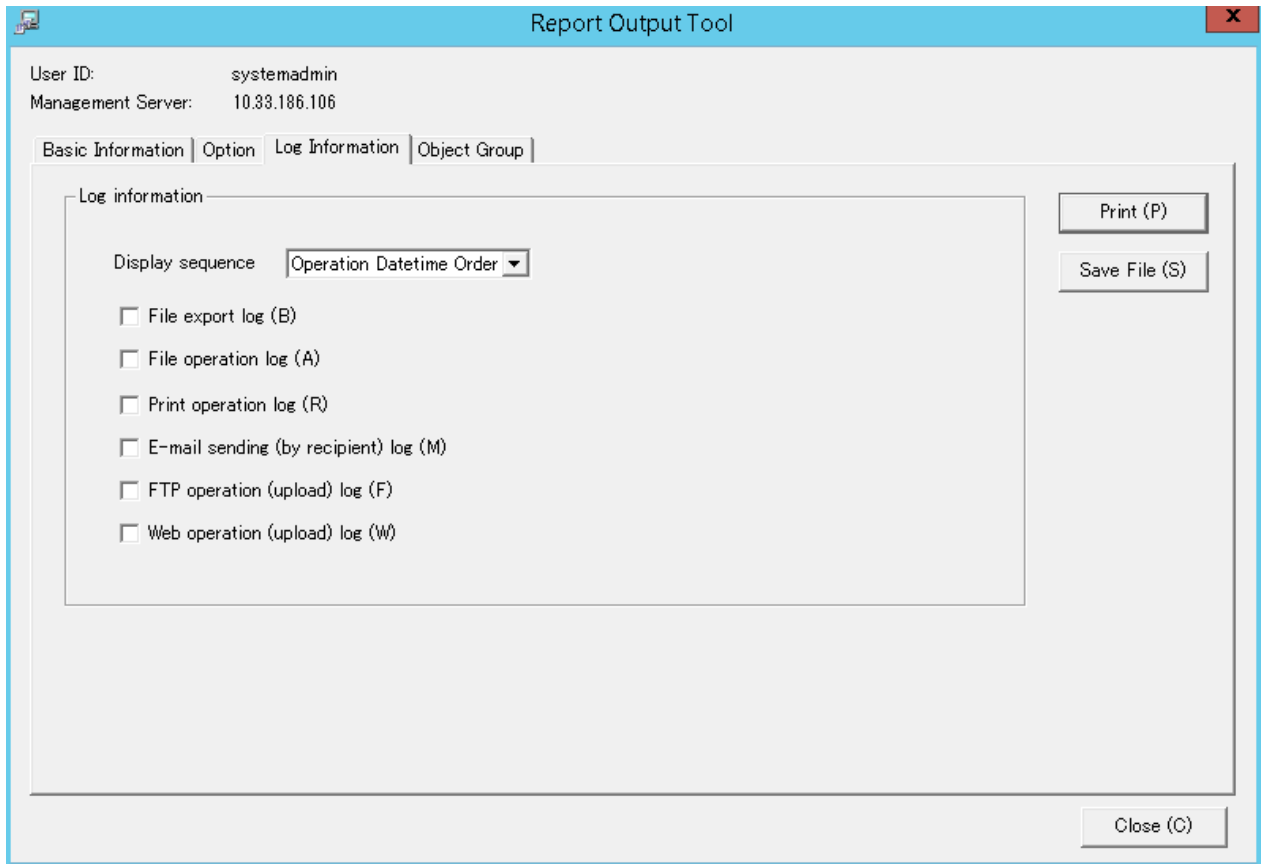 Report Output Tool
x
User ID: systemadmin
Management Server: 10.33.186.106
Basic Information Option Log Information Object Group
Log information
Print (P)
Display sequence Operation Datetime Order
Save File (S)
File export log (B)
File operation log (A)
Print operation log (R)
E-mail sending (by recipient) log (M)
FTP operation (upload) log (F)
Web operation (upload) log (W)
Close (C)